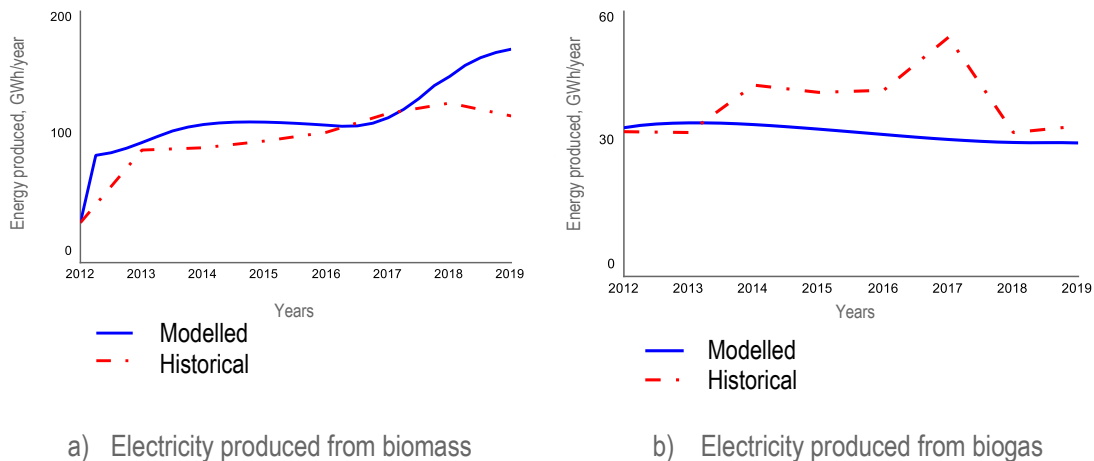 200
100
0
Energy produced, GWh/year
2012 2013 2014 2015 2016 2017 2018 2019
Years
Modelled
Historical
a) Electricity produced from biomass
60
30
0
Energy produced, GWh/year
2012 2013 2014 2015 2016 2017 2018 2019
Years
Modelled
Historical
b) Electricity produced from biogas